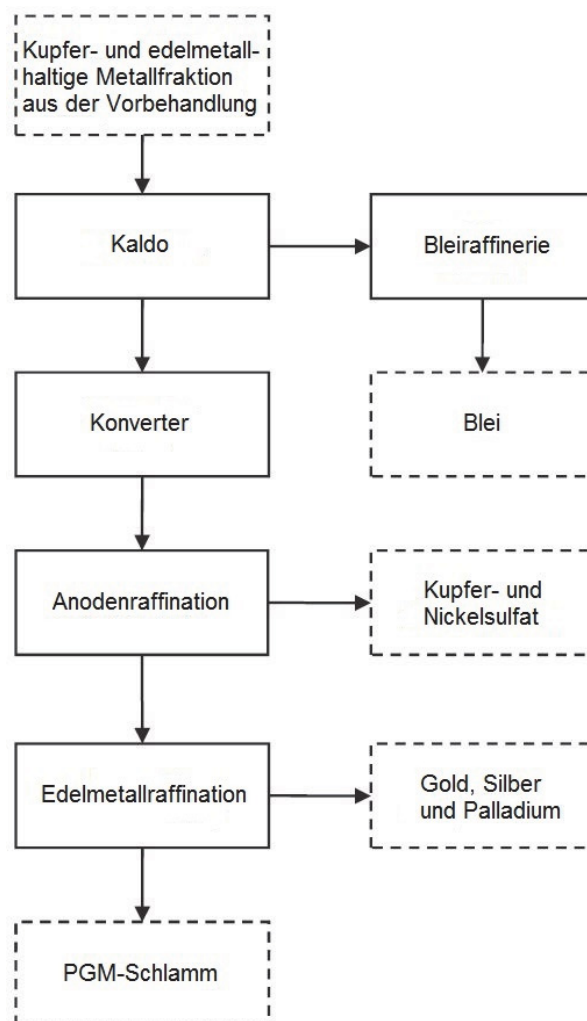 Kupfer- und edelmetall-
haltige Metallfraktion
aus der Vorbehandlung
Kaldo
Bleiraffinerie
Konverter
Blei
Anodenraffination
Kupfer- und
Nickelsulfat
Edelmetallraffination
Gold, Silber
und Palladium
PGM-Schlamm